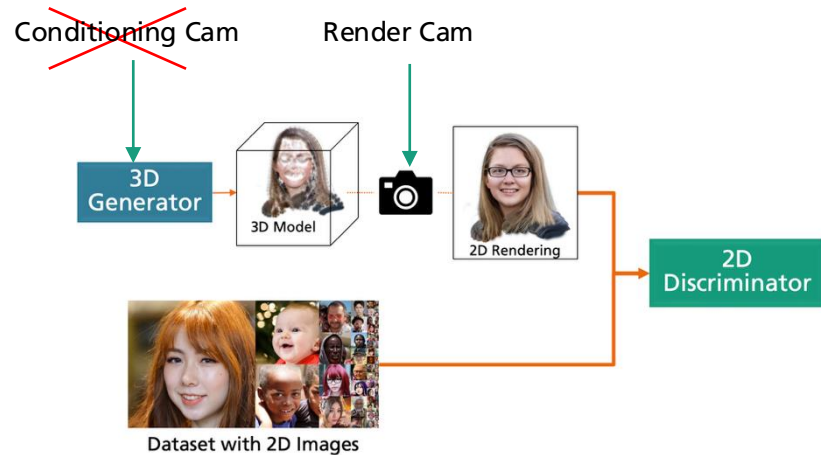 Conditioning Cam
Render Cam
3D
Generator
3D Model
2D Rendering
2D
Discriminator
Dataset with 2D Images